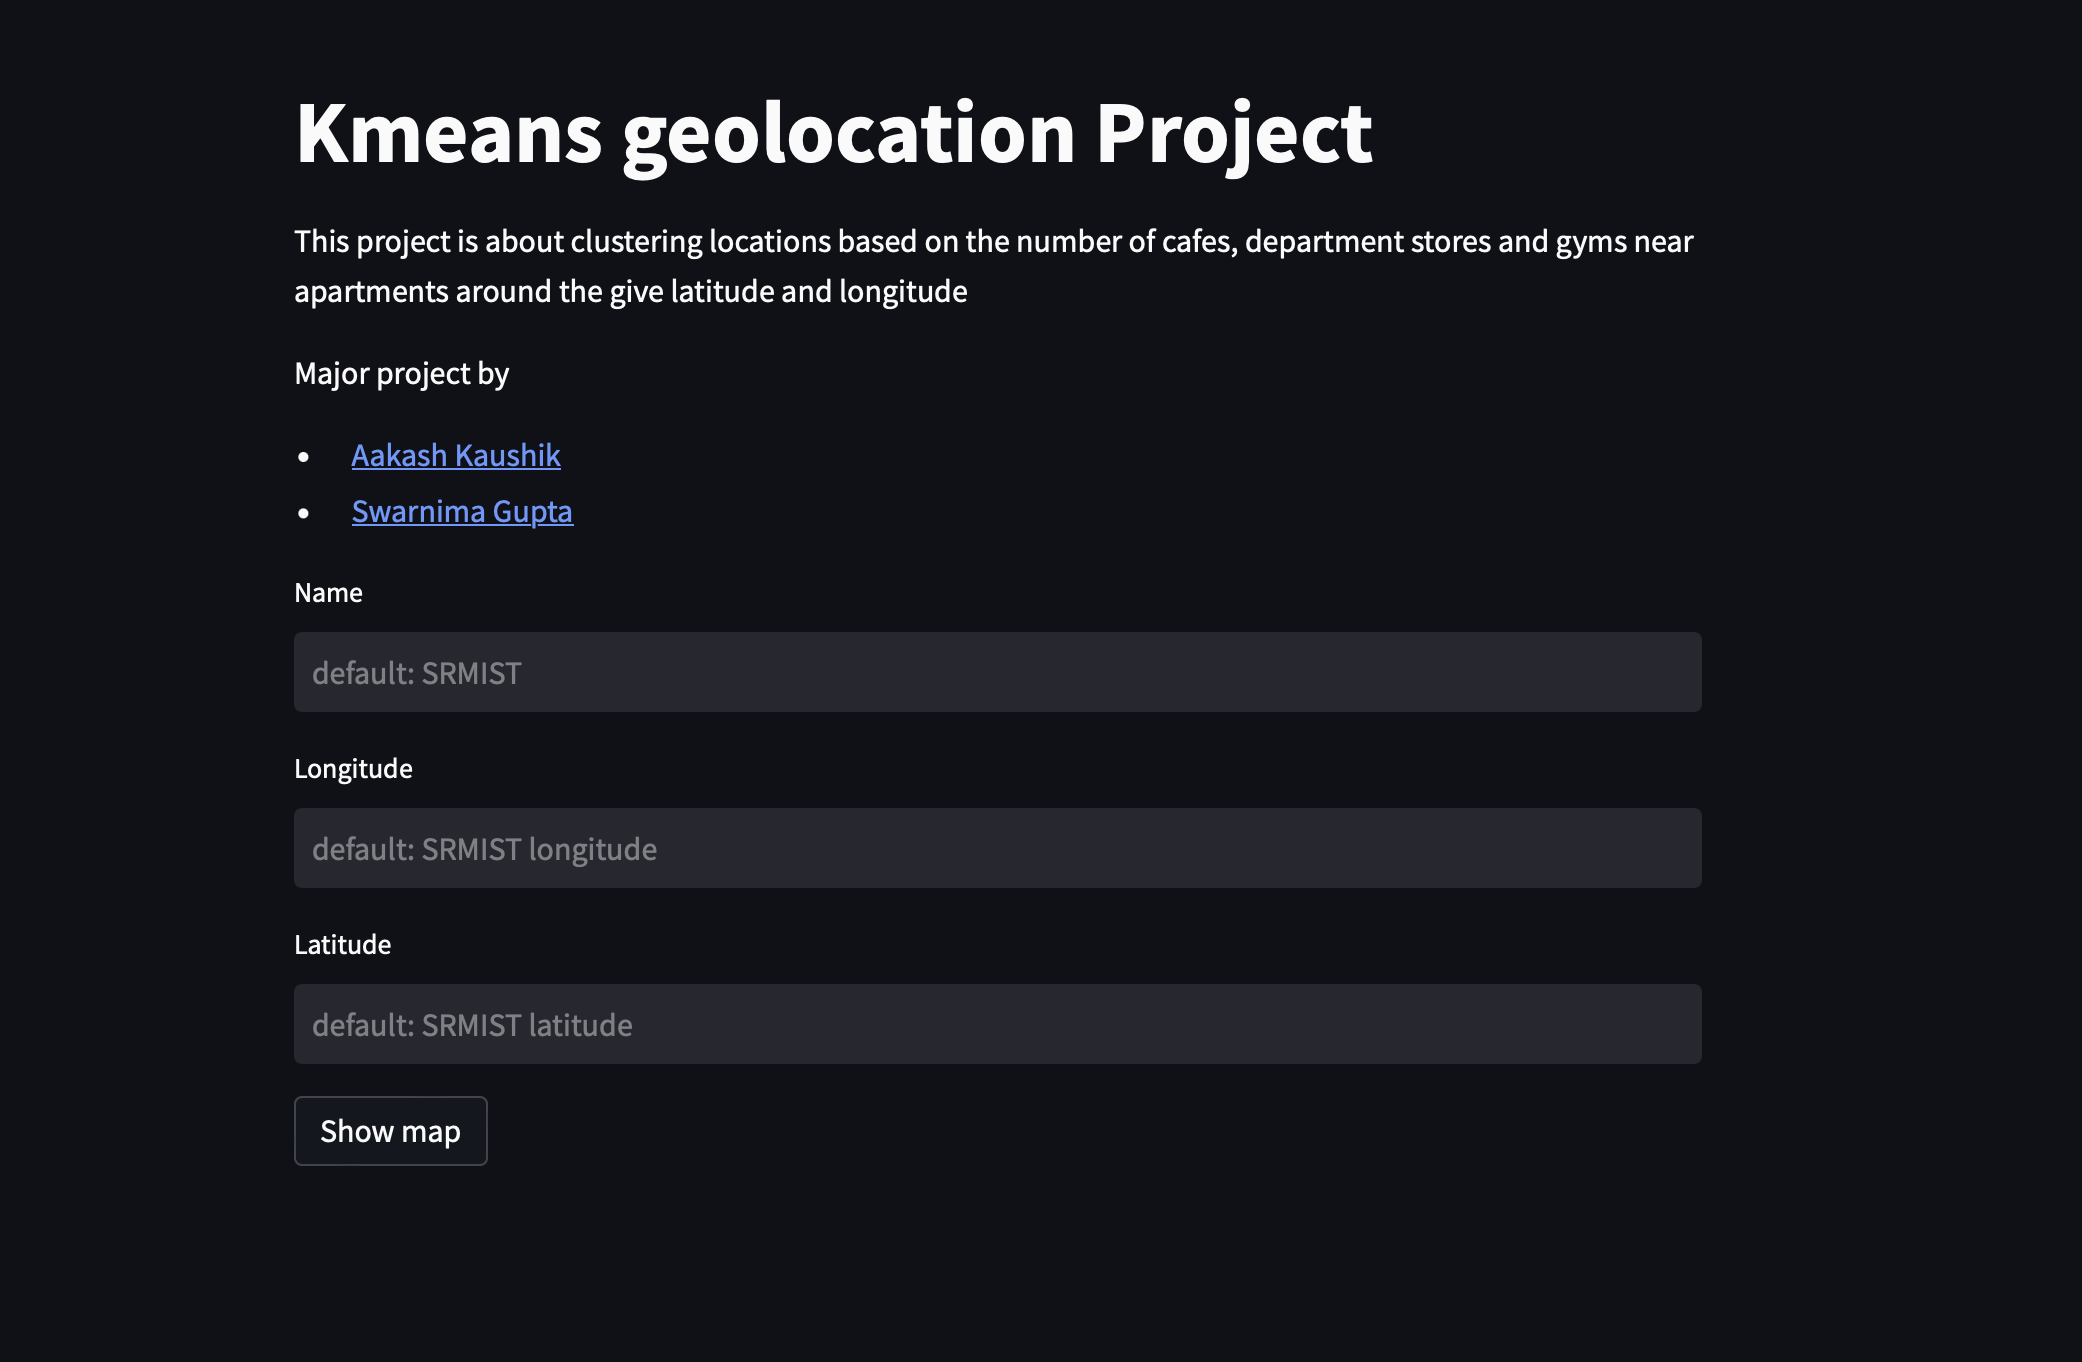 Kmeans geolocation Project
This project is about clustering locations based on the number of cafes, department stores and gyms near
apartments around the give latitude and longitude
Major project by
Aakash Kaushik
Swarnima Gupta
Name
default: SRMIST
Longitude
default: SRMIST longitude
Latitude
default: SRMIST latitude
Show map